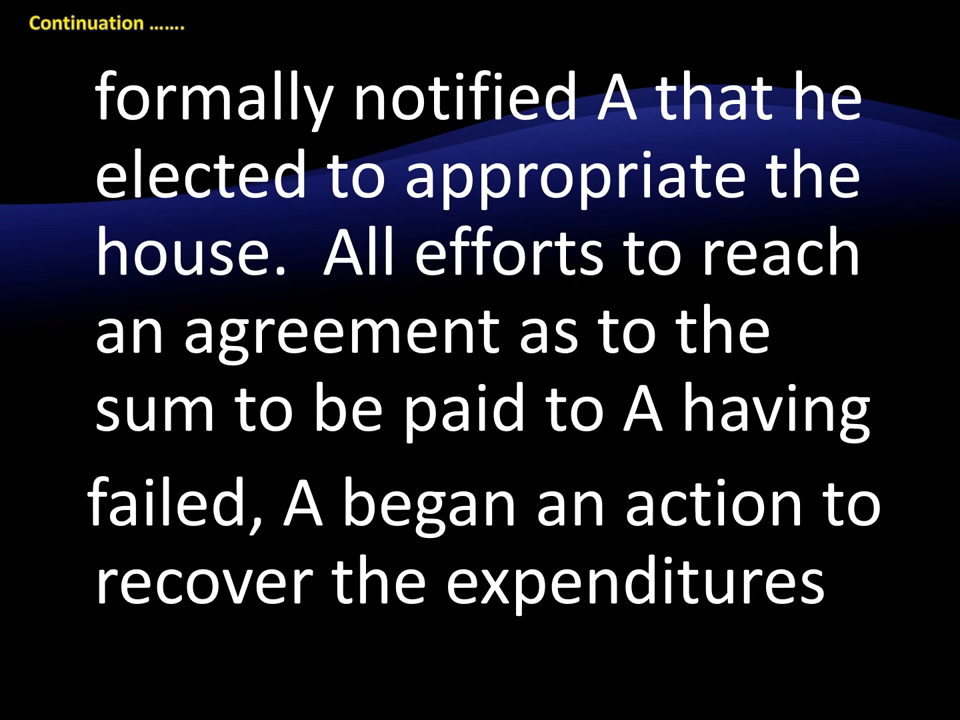 Continuation .......
formally notified A that he
elected to appropriate the
house.  All efforts to reach
an agreement as to the
sum to be paid to A having
failed, A began an action to
recover the expenditures